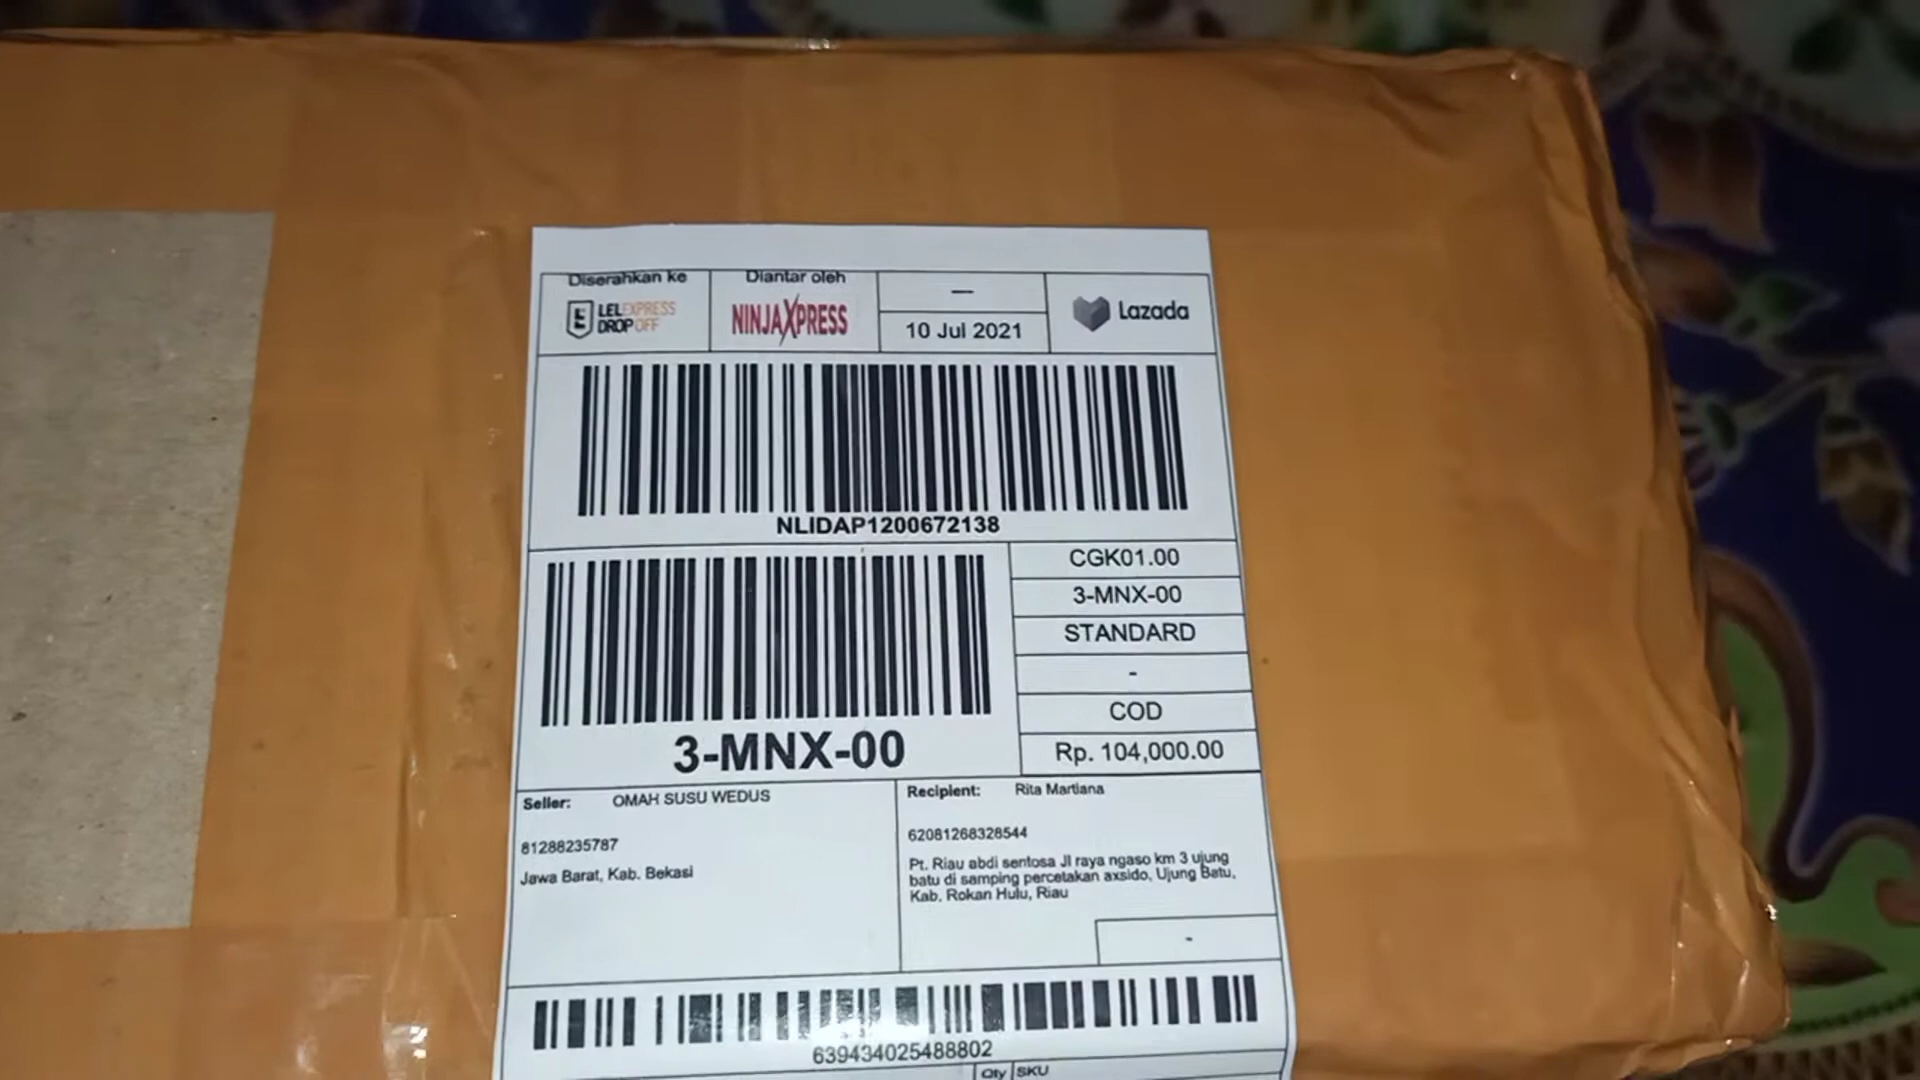 Diserahkan ke
LEL EXPRESS
DROP OFF
Diantar oleh
NINJAXPRESS
—
10 Jul 2021
Lazada
NLIDAP1200672138
3-MNX-00
CGK01.00
3-MNX-00
STANDARD
-
COD
Rp. 104,000.00
Seller: OMAH SUSU WEDUS
81288235787
Jawa Barat, Kab. Bekasi
Recipient: Rita Martiana
62081268328544
Pt. Riau abdi sentosa Jl raya ngaso km 3 ujung
batu di samping percetakan axsido, Ujung Batu,
Kab. Rokan Hulu, Riau
-
639434025488802
Qty SKU